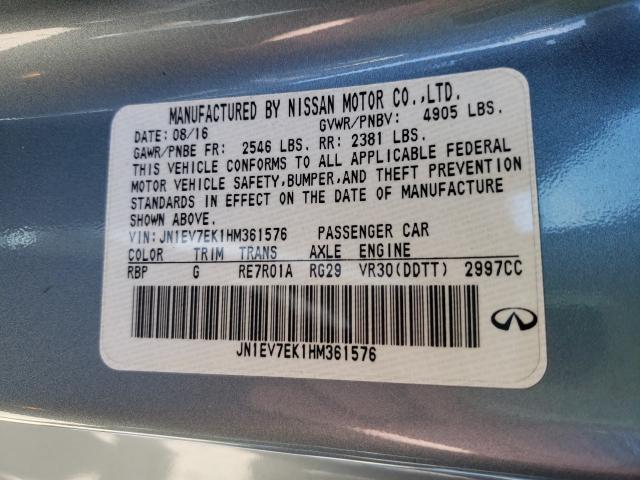 MANUFACTURED BY NISSAN MOTOR CO.,LTD.
DATE: 08/16 GVWR/PNBV: 4905 LBS.
GAWR/PNBE FR: 2546 LBS. RR: 2381 LBS.
THIS VEHICLE CONFORMS TO ALL APPLICABLE FEDERAL
MOTOR VEHICLE SAFETY,BUMPER,AND THEFT PREVENTION
STANDARDS IN EFFECT ON THE DATE OF MANUFACTURE
SHOWN ABOVE.
VIN:JN1EV7EK1HM361576 PASSENGER CAR
COLOR TRIM TRANS AXLE ENGINE
RBP G RE7R01A RG29 VR30(DDTT) 2997CC
JN1EV7EK1HM361576